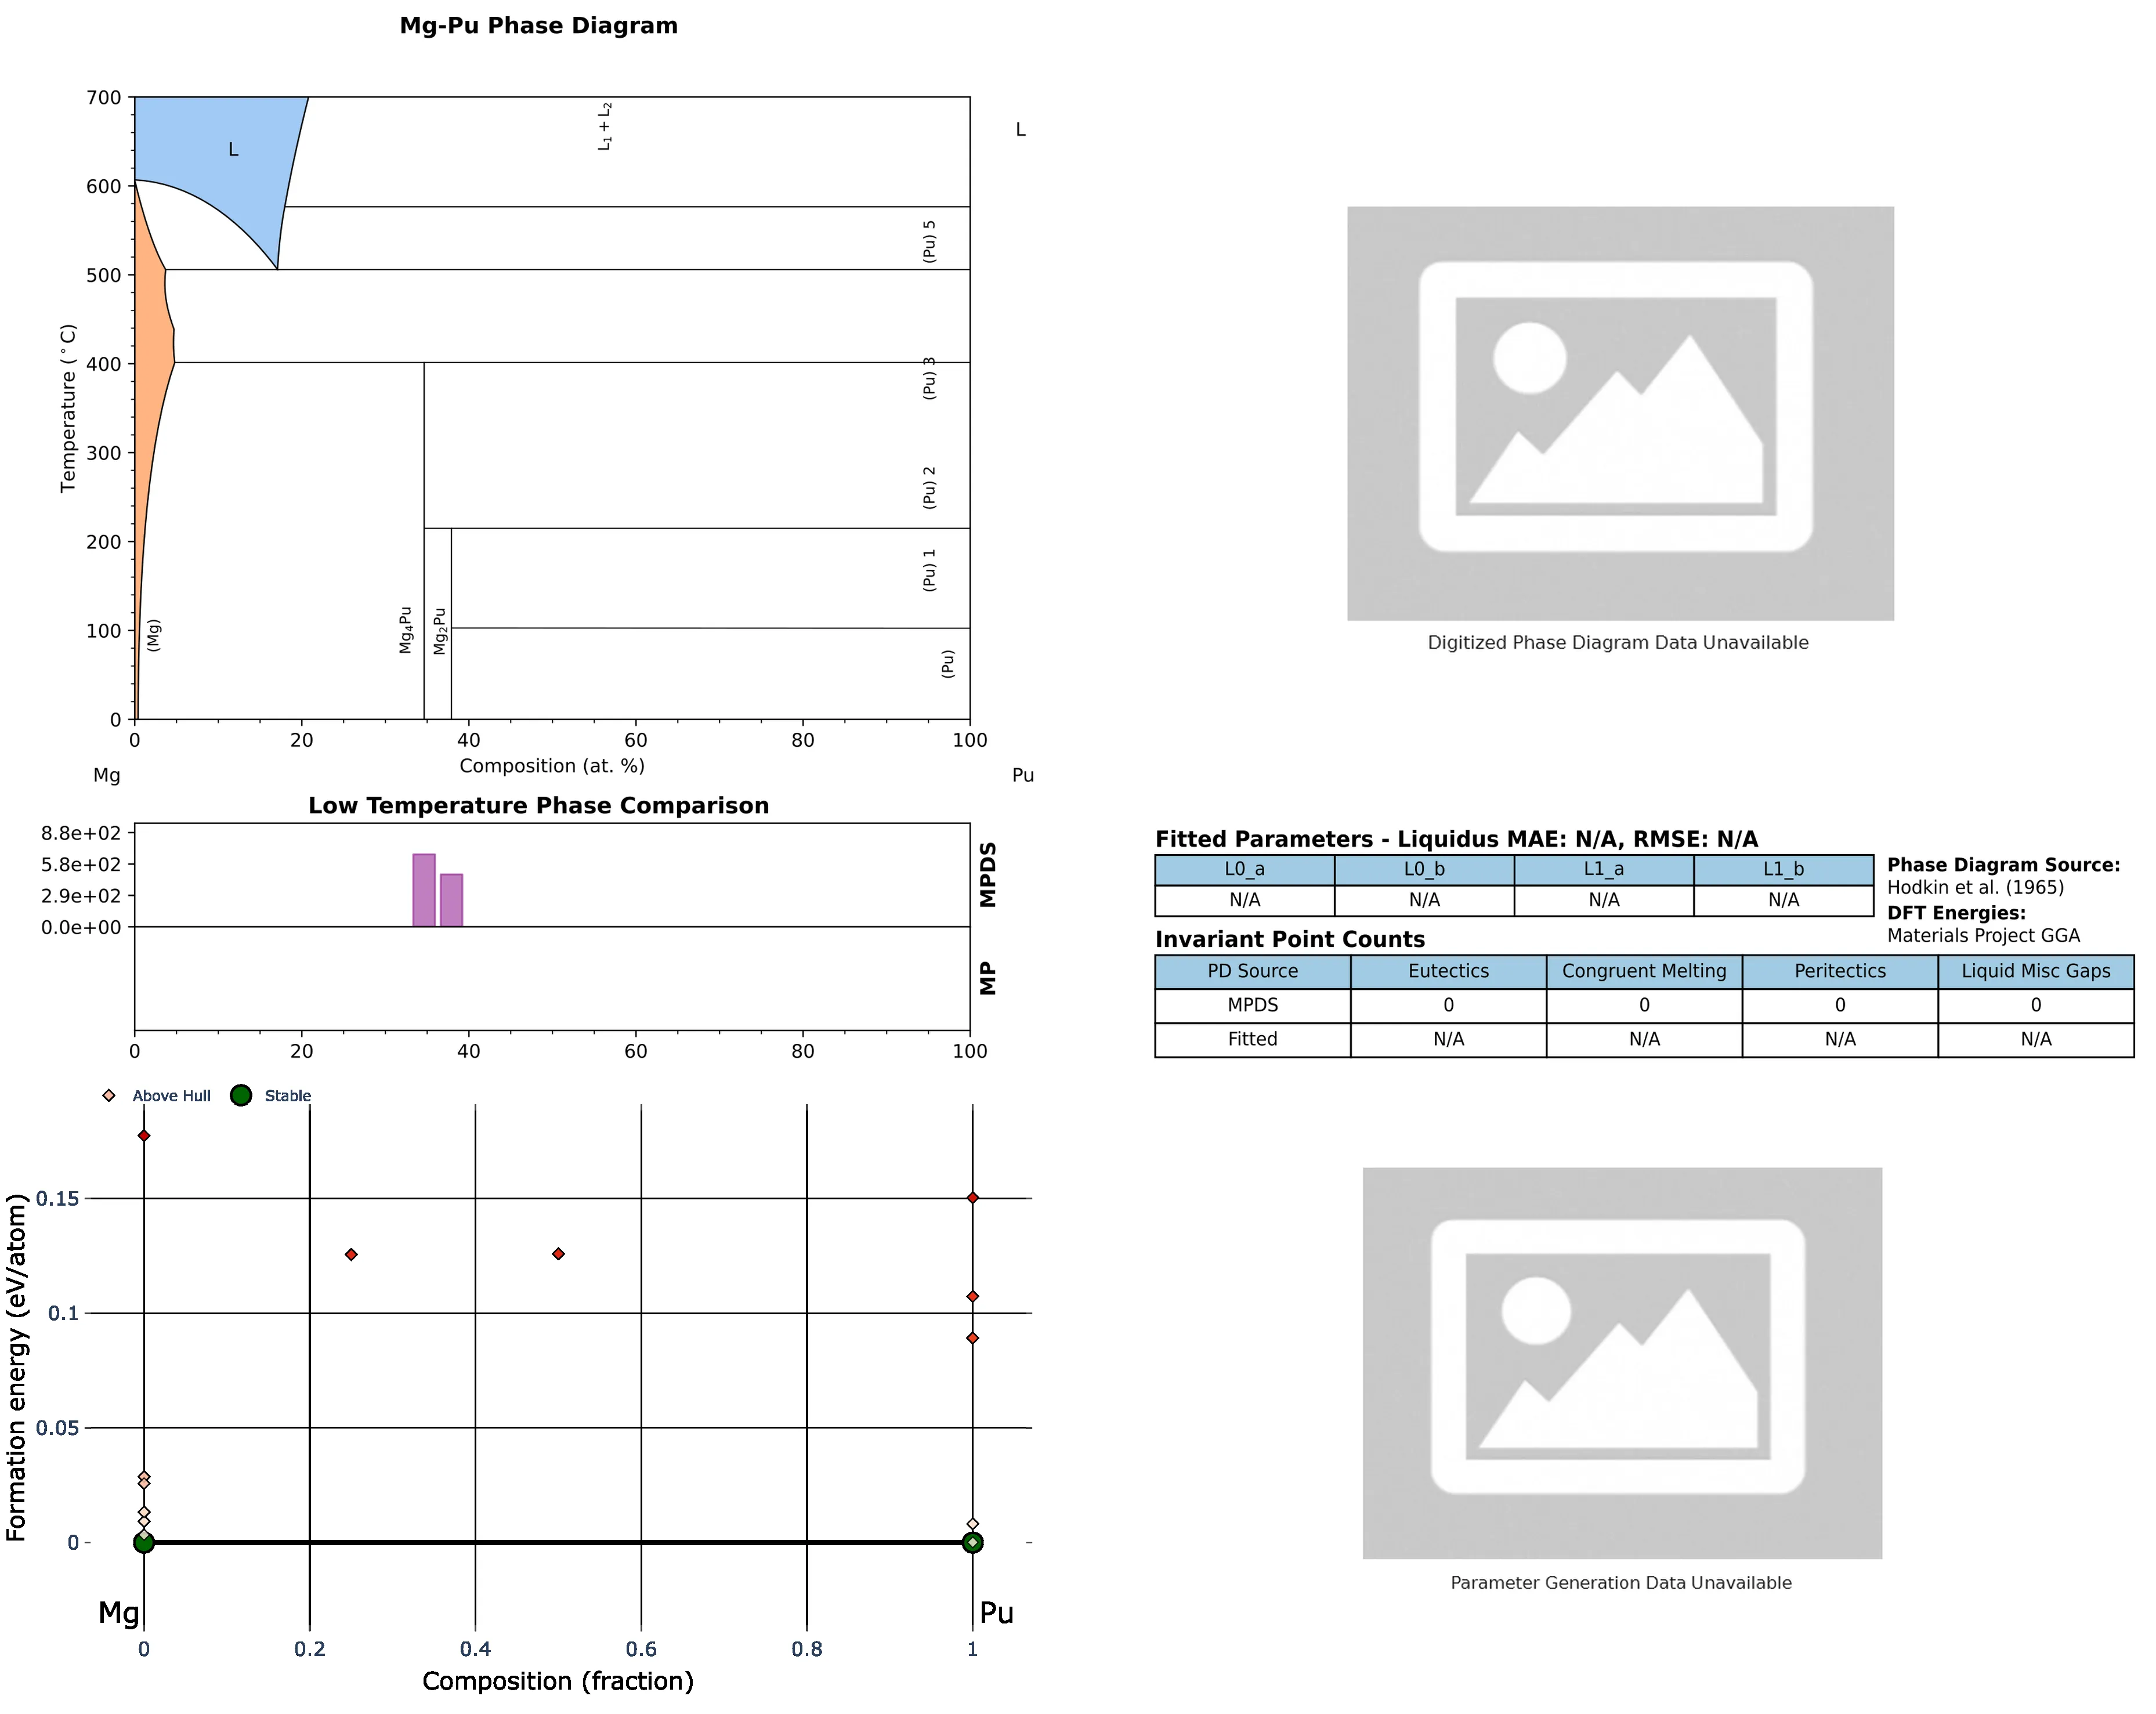 Mg-Pu Phase Diagram
700
600
500
400
300
200
100
0
Temperature (°C)
L
L₁ + L₂
L
(Pu) 5
(Pu) 3
(Pu) 2
(Pu) 1
(Pu)
(Mg)
Mg₄Pu
Mg₂Pu
0 20 40 60 80 100
Composition (at. %)
Mg Pu
Digitized Phase Diagram Data Unavailable
Low Temperature Phase Comparison
8.8e+02
5.8e+02
2.9e+02
0.0e+00
MPDS
MP
0 20 40 60 80 100
Fitted Parameters - Liquidus MAE: N/A, RMSE: N/A
L0_a L0_b L1_a L1_b
N/A N/A N/A N/A
Phase Diagram Source:
Hodkin et al. (1965)
DFT Energies:
Materials Project GGA
Invariant Point Counts
PD Source Eutectics Congruent Melting Peritectics Liquid Misc Gaps
MPDS 0 0 0 0
Fitted N/A N/A N/A N/A
Above Hull Stable
0.15
0.1
0.05
0
Formation energy (eV/atom)
Mg Pu
0 0.2 0.4 0.6 0.8 1
Composition (fraction)
Parameter Generation Data Unavailable